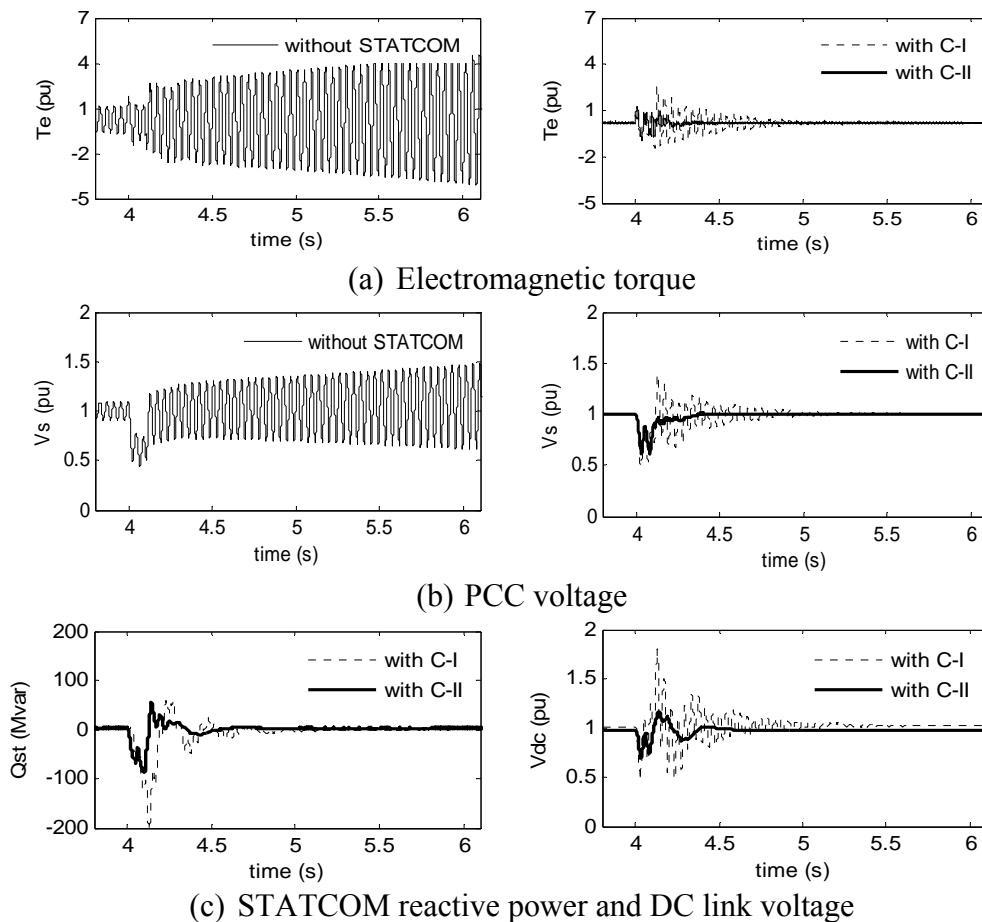 7
4
1
-2
-5
Te (pu)
without STATCOM
4 4.5 5 5.5 6
time (s)
7
4
1
-2
-5
Te (pu)
with C-I
with C-II
4 4.5 5 5.5 6
time (s)
(a) Electromagnetic torque
2
1.5
1
0.5
0
Vs (pu)
without STATCOM
4 4.5 5 5.5 6
time (s)
2
1.5
1
0.5
0
Vs (pu)
with C-I
with C-II
4 4.5 5 5.5 6
time (s)
(b) PCC voltage
200
100
0
-100
-200
Qst (Mvar)
with C-I
with C-II
4 4.5 5 5.5 6
time (s)
2
1.5
1
0.5
0
Vdc (pu)
with C-I
with C-II
4 4.5 5 5.5 6
time (s)
(c) STATCOM reactive power and DC link voltage